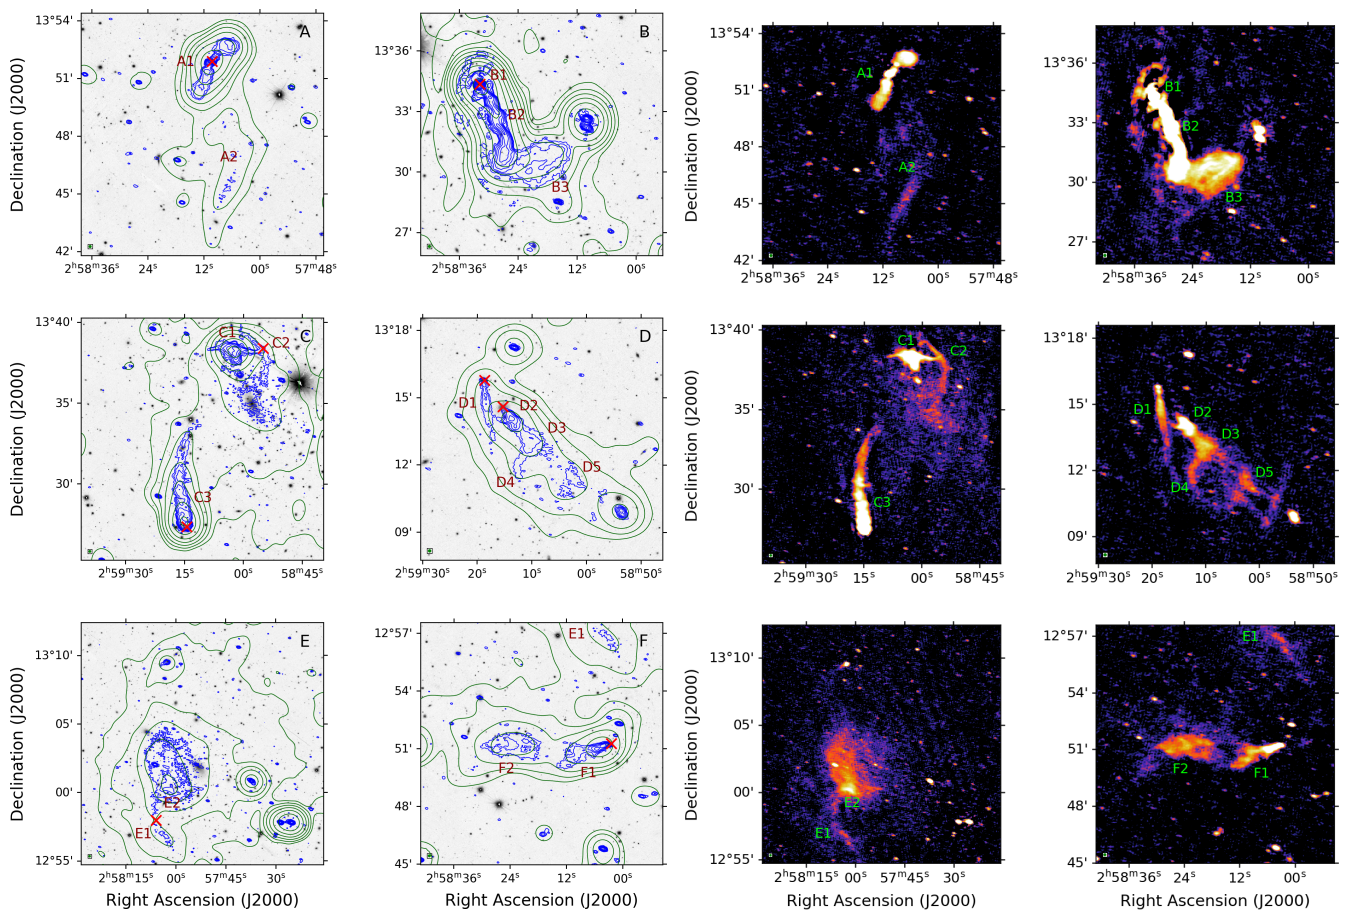 A
A1
A2
13°54'
51'
48'
45'
42'
2ʰ58ᵐ36ˢ 24ˢ 12ˢ 00ˢ 57ᵐ48ˢ
Declination (J2000)
B
B1
B2
B3
13°36'
33'
30'
27'
2ʰ58ᵐ36ˢ 24ˢ 12ˢ 00ˢ
A1
A2
13°54'
51'
48'
45'
42'
2ʰ58ᵐ36ˢ 24ˢ 12ˢ 00ˢ 57ᵐ48ˢ
Declination (J2000)
B1
B2
B3
13°36'
33'
30'
27'
2ʰ58ᵐ36ˢ 24ˢ 12ˢ 00ˢ
C
C1
C2
C3
13°40'
35'
30'
2ʰ59ᵐ30ˢ 15ˢ 00ˢ 58ᵐ45ˢ
Declination (J2000)
D
D1
D2
D3
D4
D5
13°18'
15'
12'
09'
2ʰ59ᵐ30ˢ 20ˢ 10ˢ 00ˢ 58ᵐ50ˢ
C1
C2
C3
13°40'
35'
30'
2ʰ59ᵐ30ˢ 15ˢ 00ˢ 58ᵐ45ˢ
Declination (J2000)
D1
D2
D3
D4
D5
13°18'
15'
12'
09'
2ʰ59ᵐ30ˢ 20ˢ 10ˢ 00ˢ 58ᵐ50ˢ
E
E2
E1
13°10'
05'
00'
12°55'
2ʰ58ᵐ15ˢ 00ˢ 57ᵐ45ˢ 30ˢ
Declination (J2000)
Right Ascension (J2000)
F
E1
F2
F1
12°57'
54'
51'
48'
45'
2ʰ58ᵐ36ˢ 24ˢ 12ˢ 00ˢ
Right Ascension (J2000)
E2
E1
13°10'
05'
00'
12°55'
2ʰ58ᵐ15ˢ 00ˢ 57ᵐ45ˢ 30ˢ
Declination (J2000)
Right Ascension (J2000)
E1
F2
F1
12°57'
54'
51'
48'
45'
2ʰ58ᵐ36ˢ 24ˢ 12ˢ 00ˢ
Right Ascension (J2000)